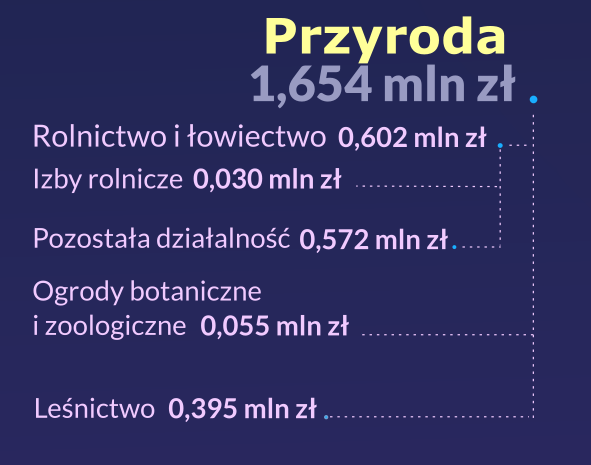 Przyroda
1,654 mln zł
Rolnictwo i łowiectwo 0,602 mln zł
Izby rolnicze 0,030 mln zł
Pozostała działalność 0,572 mln zł
Ogrody botaniczne
i zoologiczne 0,055 mln zł
Leśnictwo 0,395 mln zł